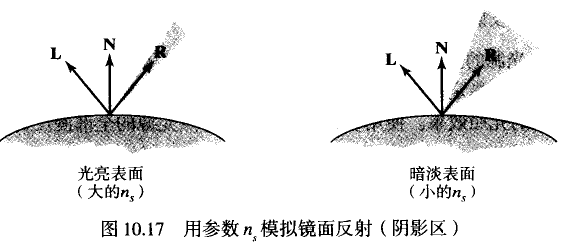 L N R
L N R
光亮表面
（大的nₛ）
暗淡表面
（小的nₛ）
图 10.17 用参数 nₛ 模拟镜面反射（阴影区）